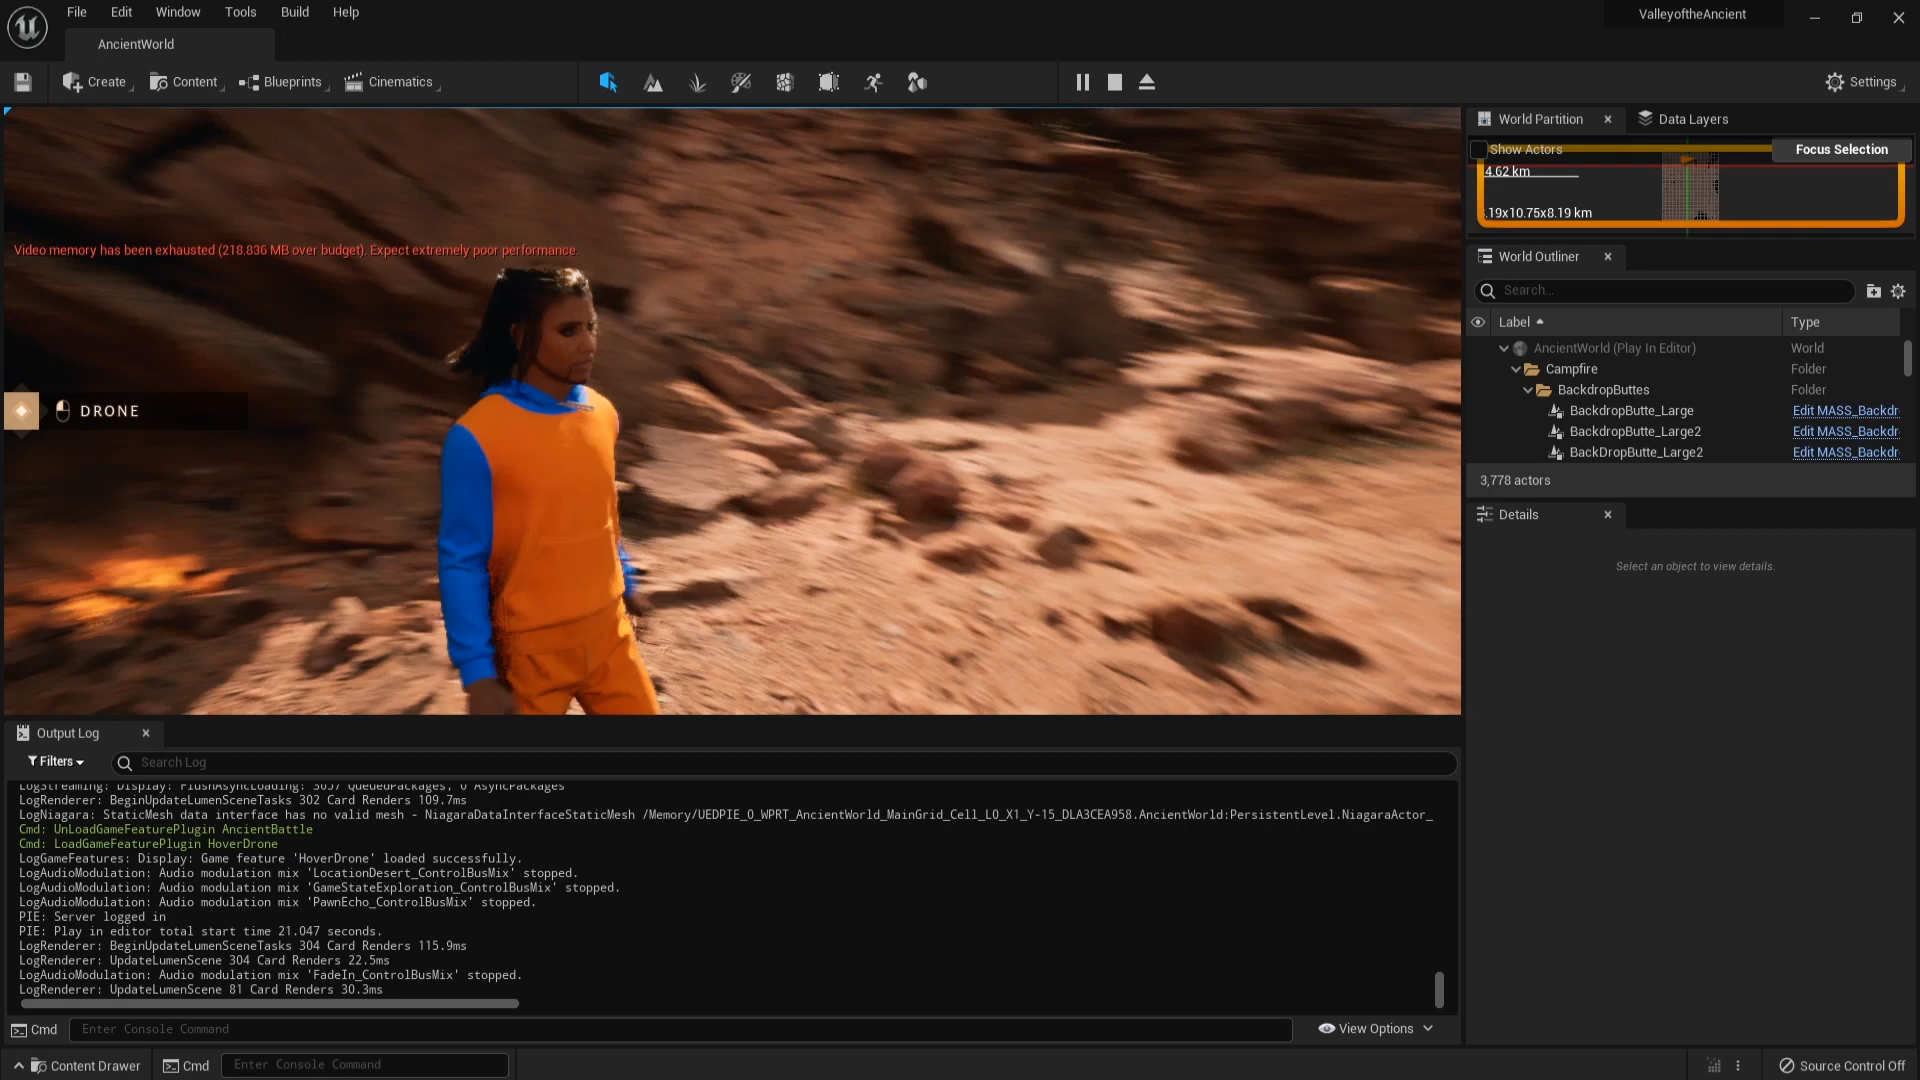 File Edit Window Tools Build Help
ValleyoftheAncient
AncientWorld
Create Content Blueprints Cinematics
Settings
World Partition Data Layers
Show Actors Focus Selection
4.62 km
.19x10.75x8.19 km
Video memory has been exhausted (218.836 MB over budget). Expect extremely poor performance.
DRONE
World Outliner
Search...
Label Type
AncientWorld (Play In Editor) World
Campfire Folder
BackdropButtes Folder
BackdropButte_Large Edit MASS_Backdr
BackdropButte_Large2 Edit MASS_Backdr
BackDropButte_Large2 Edit MASS_Backdr
3,778 actors
Details
Select an object to view details.
Output Log
Filters Search Log
LogStreaming: Display: FlushAsyncLoading: 3057 QueuedPackages, 0 AsyncPackages
LogRenderer: BeginUpdateLumenSceneTasks 302 Card Renders 109.7ms
LogNiagara: StaticMesh data interface has no valid mesh - NiagaraDataInterfaceStaticMesh /Memory/UEDPIE_0_WPRT_AncientWorld_MainGrid_Cell_L0_X1_Y-15_DLA3CEA958.AncientWorld:PersistentLevel.NiagaraActor_
Cmd: UnLoadGameFeaturePlugin AncientBattle
Cmd: LoadGameFeaturePlugin HoverDrone
LogGameFeatures: Display: Game feature 'HoverDrone' loaded successfully.
LogAudioModulation: Audio modulation mix 'LocationDesert_ControlBusMix' stopped.
LogAudioModulation: Audio modulation mix 'GameStateExploration_ControlBusMix' stopped.
LogAudioModulation: Audio modulation mix 'PawnEcho_ControlBusMix' stopped.
PIE: Server logged in
PIE: Play in editor total start time 21.047 seconds.
LogRenderer: BeginUpdateLumenSceneTasks 304 Card Renders 115.9ms
LogRenderer: UpdateLumenScene 304 Card Renders 22.5ms
LogAudioModulation: Audio modulation mix 'FadeIn_ControlBusMix' stopped.
LogRenderer: UpdateLumenScene 81 Card Renders 30.3ms
Cmd Enter Console Command View Options
Content Drawer Cmd Enter Console Command Source Control Off